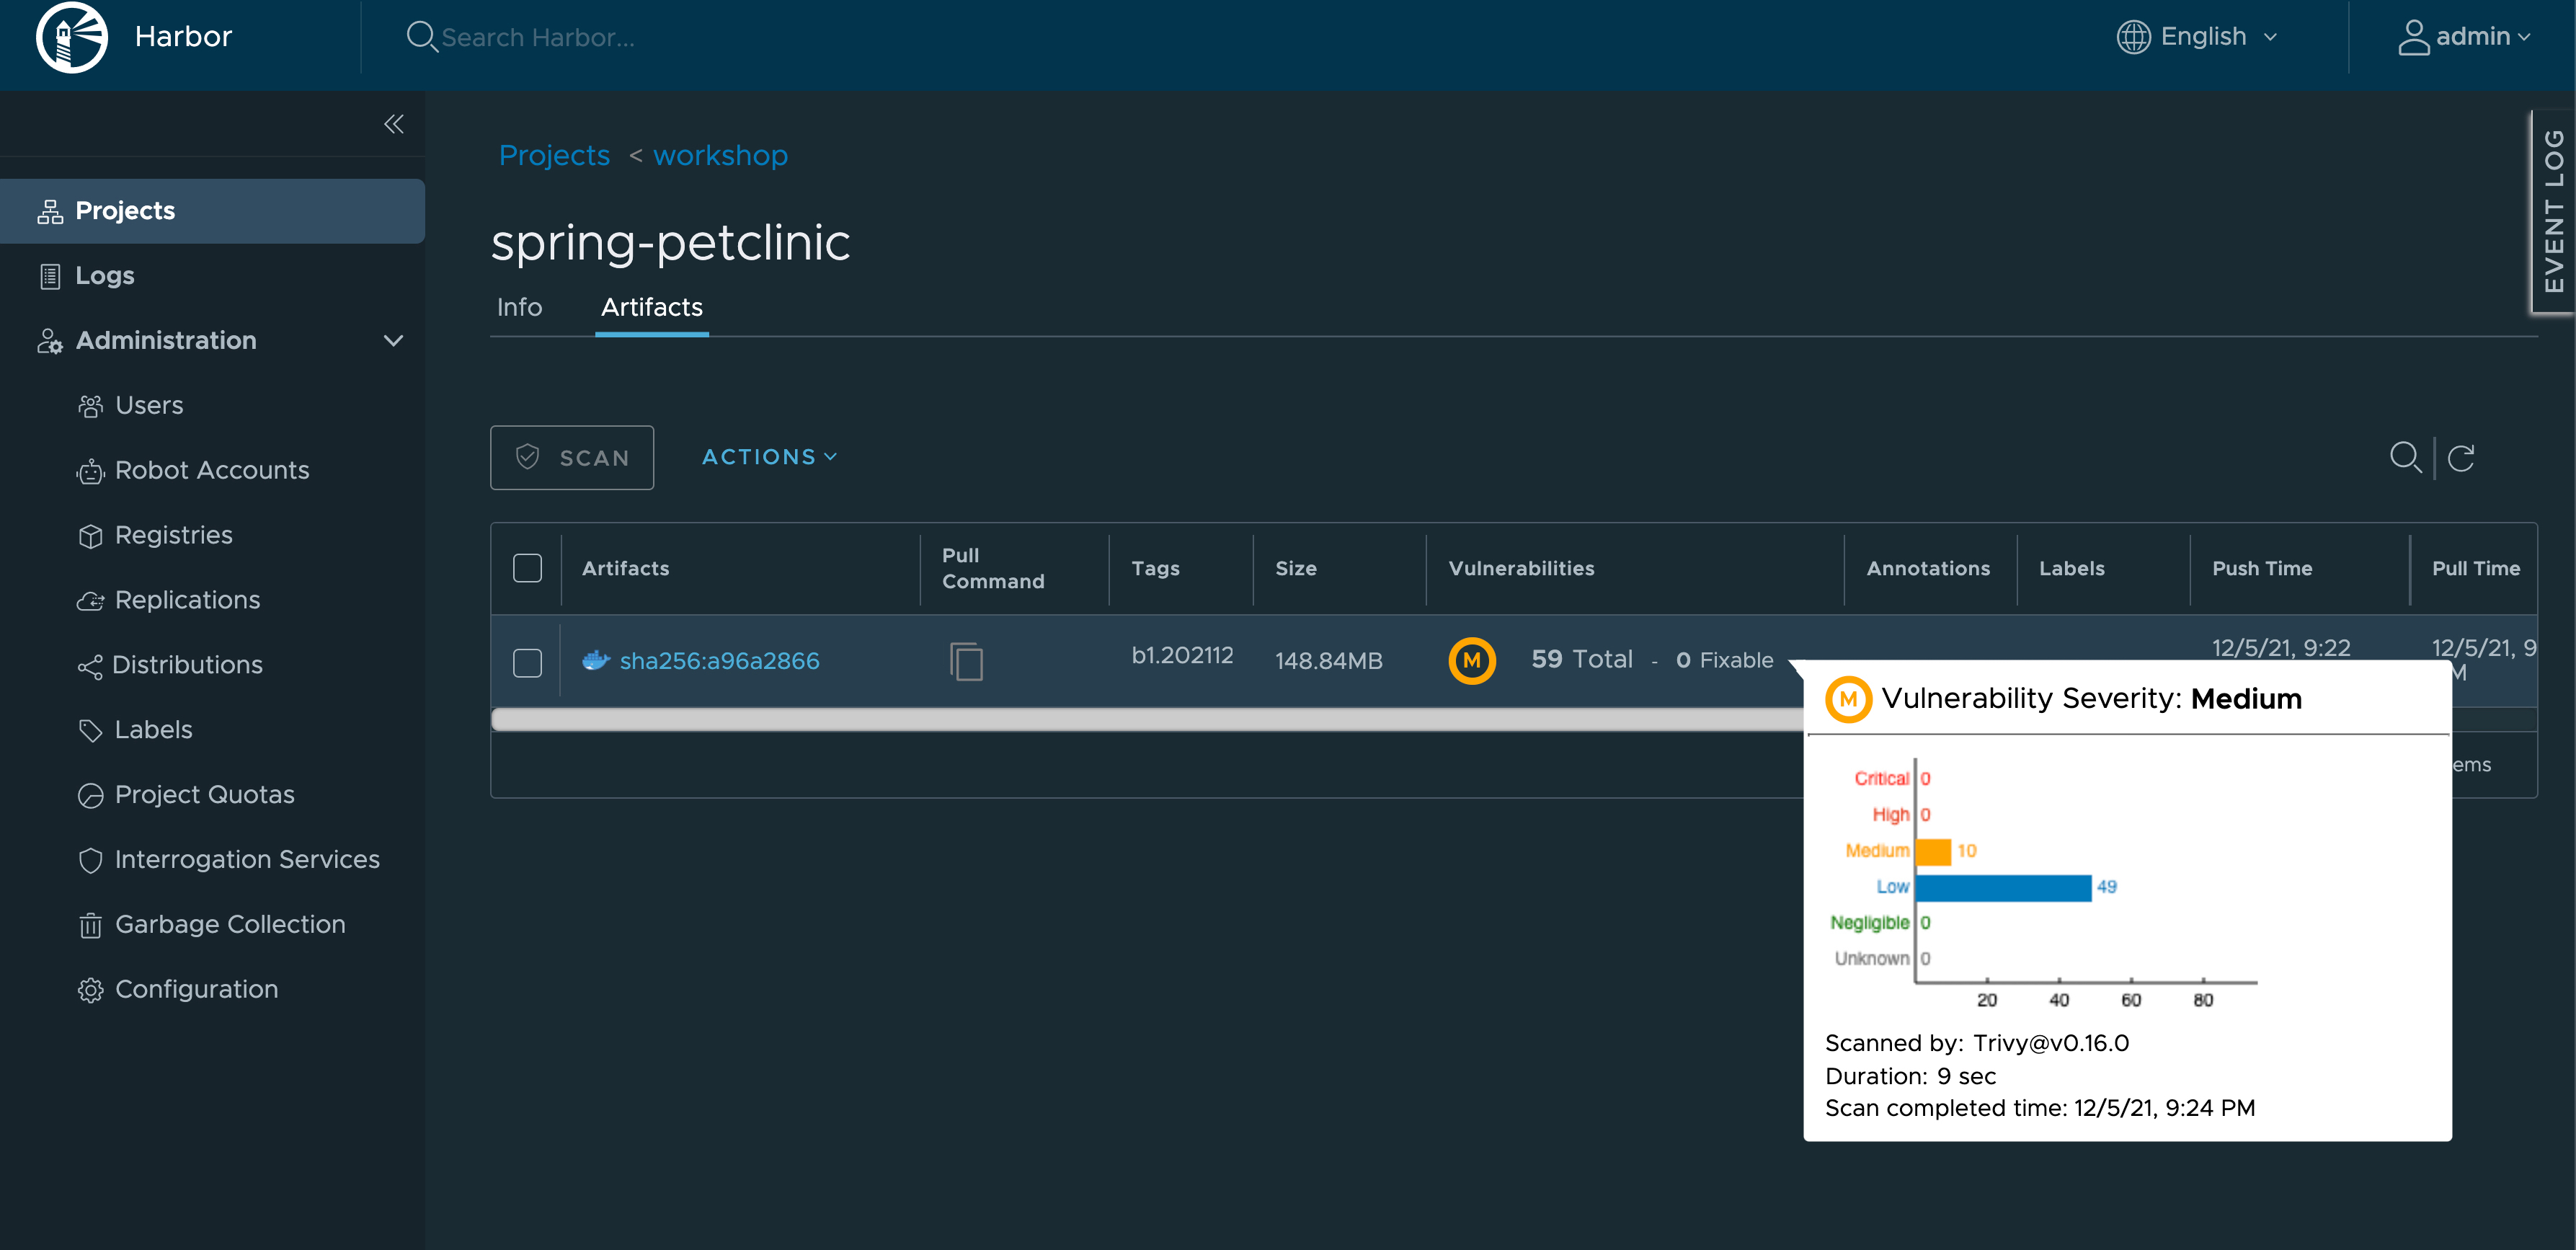 Harbor
Search Harbor...
English
admin
EVENT LOG
Projects
Logs
Administration
Users
Robot Accounts
Registries
Replications
Distributions
Labels
Project Quotas
Interrogation Services
Garbage Collection
Configuration
Projects < workshop
spring-petclinic
Info Artifacts
SCAN ACTIONS
Artifacts Pull Command Tags Size Vulnerabilities Annotations Labels Push Time Pull Time
sha256:a96a2866 b1.202112 148.84MB M 59 Total - 0 Fixable 12/5/21, 9:22 12/5/21, 9
M
M Vulnerability Severity: Medium
ems
Critical 0
High 0
Medium 10
Low 49
Negligible 0
Unknown 0
20 40 60 80
Scanned by: Trivy@v0.16.0
Duration: 9 sec
Scan completed time: 12/5/21, 9:24 PM